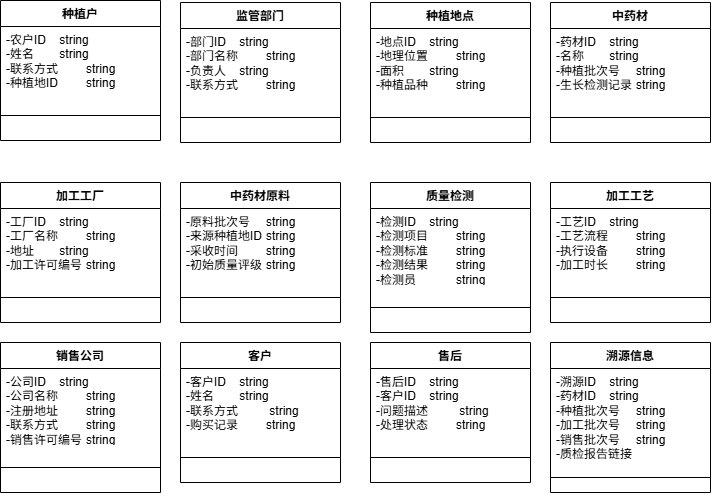 种植户
-农户ID string
-姓名 string
-联系方式 string
-种植地ID string
监管部门
-部门ID string
-部门名称 string
-负责人 string
-联系方式 string
种植地点
-地点ID string
-地理位置 string
-面积 string
-种植品种 string
中药材
-药材ID string
-名称 string
-种植批次号 string
-生长检测记录 string
加工工厂
-工厂ID string
-工厂名称 string
-地址 string
-加工许可编号 string
中药材原料
-原料批次号 string
-来源种植地ID string
-采收时间 string
-初始质量评级 string
质量检测
-检测ID string
-检测项目 string
-检测标准 string
-检测结果 string
-检测员 string
加工工艺
-工艺ID string
-工艺流程 string
-执行设备 string
-加工时长 string
销售公司
-公司ID string
-公司名称 string
-注册地址 string
-联系方式 string
-销售许可编号 string
客户
-客户ID string
-姓名 string
-联系方式 string
-购买记录 string
售后
-售后ID string
-客户ID string
-问题描述 string
-处理状态 string
溯源信息
-溯源ID string
-药材ID string
-种植批次号 string
-加工批次号 string
-销售批次号 string
-质检报告链接